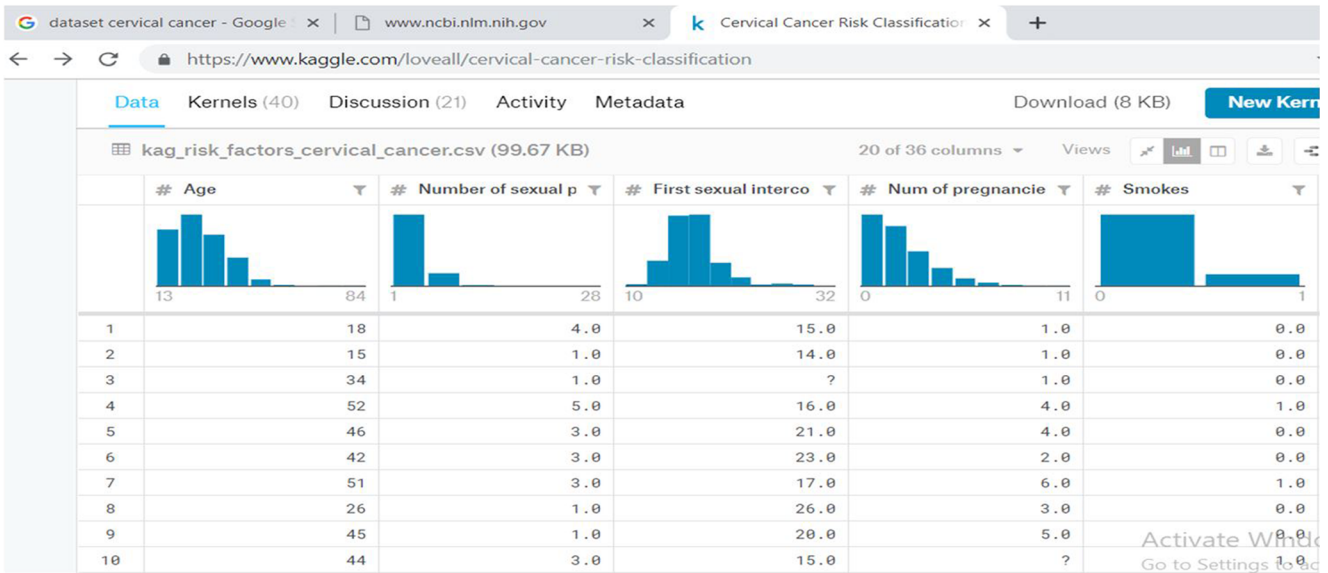 dataset cervical cancer - Google
www.ncbi.nlm.nih.gov
Cervical Cancer Risk Classification
https://www.kaggle.com/loveall/cervical-cancer-risk-classification
Data Kernels (40) Discussion (21) Activity Metadata Download (8 KB) New Kern
kag_risk_factors_cervical_cancer.csv (99.67 KB) 20 of 36 columns Views
# Age # Number of sexual p # First sexual interco # Num of pregnancie # Smokes
13 84 1 28 10 32 0 11 0 1
1 18 4.0 15.0 1.0 0.0
2 15 1.0 14.0 1.0 0.0
3 34 1.0 ? 1.0 0.0
4 52 5.0 16.0 4.0 1.0
5 46 3.0 21.0 4.0 0.0
6 42 3.0 23.0 2.0 0.0
7 51 3.0 17.0 6.0 1.0
8 26 1.0 26.0 3.0 0.0
9 45 1.0 20.0 5.0 0.0
10 44 3.0 15.0 ? 1.0
Activate Windo
Go to Settings to ac